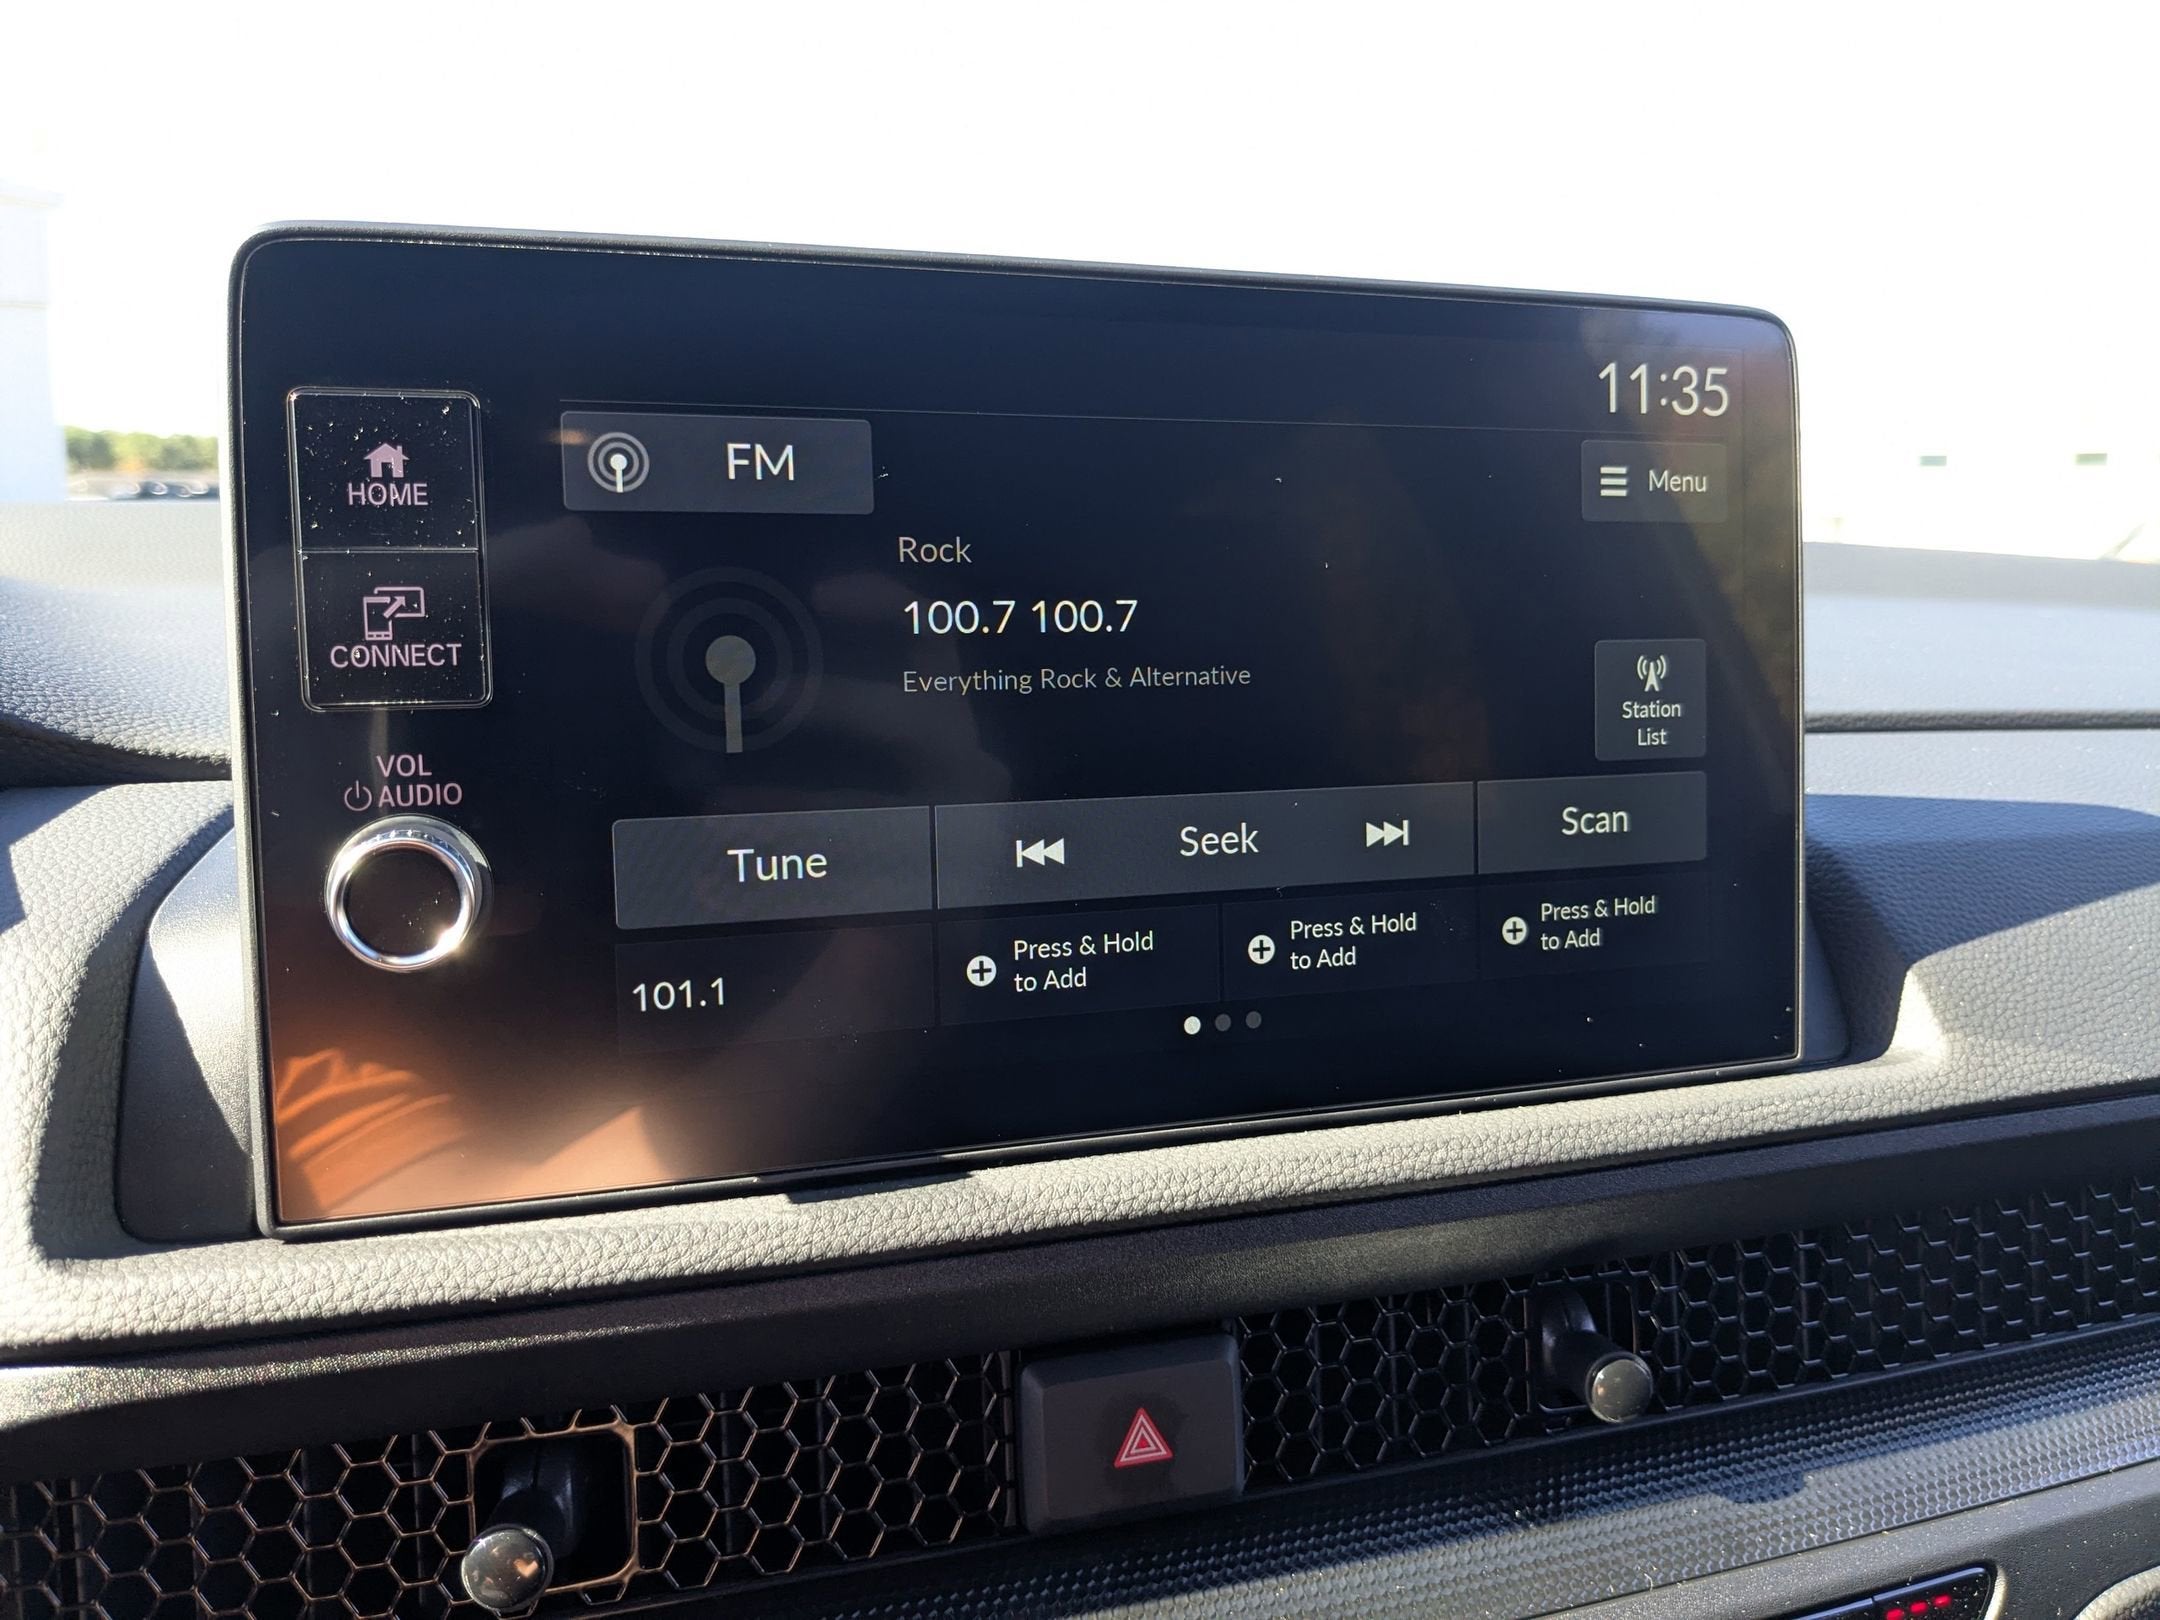 11:35
HOME
CONNECT
VOL
AUDIO
FM
Menu
Rock
100.7 100.7
Everything Rock & Alternative
Station
List
Tune
Seek
Scan
101.1
Press & Hold
to Add
Press & Hold
to Add
Press & Hold
to Add